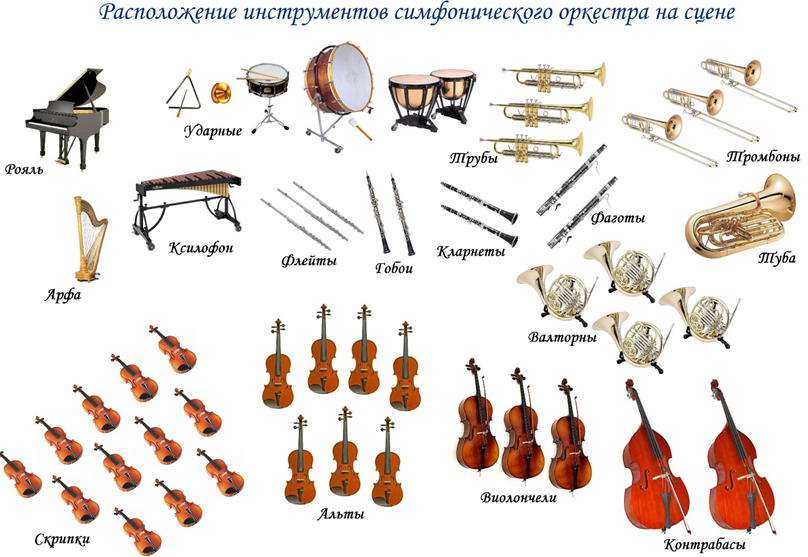 Расположение инструментов симфонического оркестра на сцене
Ударные
Рояль
Трубы
Тромбоны
Ксилофон
Флейты
Гобои
Кларнеты
Фаготы
Туба
Арфа
Валторны
Скрипки
Альты
Виолончели
Контрабасы